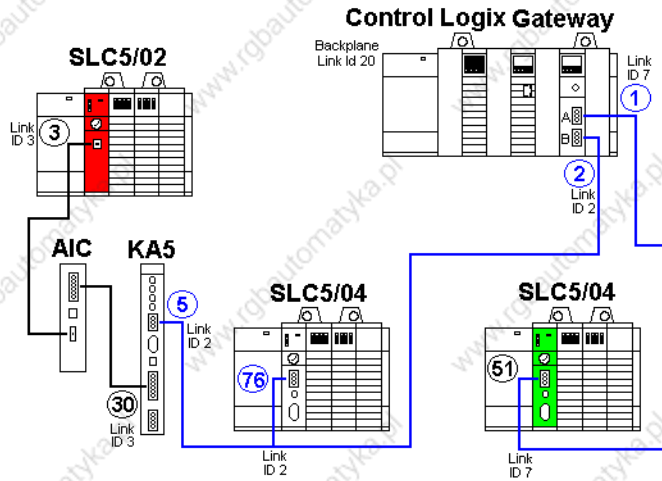 Control Logix Gateway
Backplane
Link Id 20
Link
ID 7
1
A
B
2
Link
ID 2
SLC5/02
Link
ID 3
3
AIC
KA5
5
Link
ID 2
30
Link
ID 3
SLC5/04
76
Link
ID 2
SLC5/04
51
Link
ID 7
www.rgbautomatyka.pl